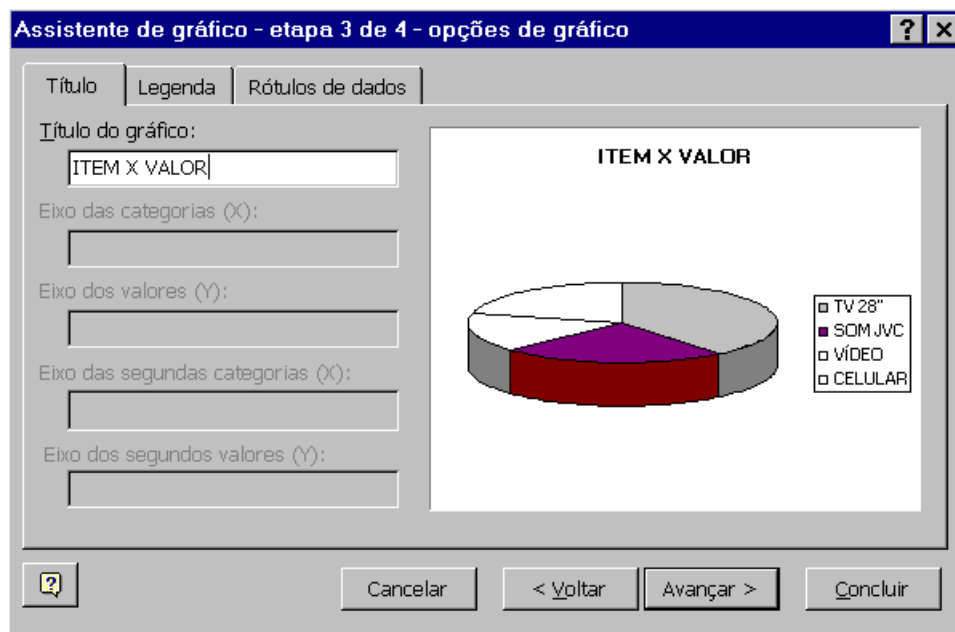 Assistente de gráfico - etapa 3 de 4 - opções de gráfico
Título
Legenda
Rótulos de dados
Título do gráfico:
ITEM X VALOR
Eixo das categorias (X):
Eixo dos valores (Y):
Eixo das segundas categorias (X):
Eixo dos segundos valores (Y):
ITEM X VALOR
TV 28"
SOM JVC
VÍDEO
CELULAR
Cancelar
< Voltar
Avançar >
Concluir